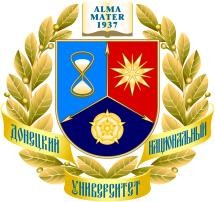 ALMA
MATER
1937
ДОНЕЦКИЙ
НАЦИОНАЛЬНЫЙ
УНИВЕРСИТЕТ